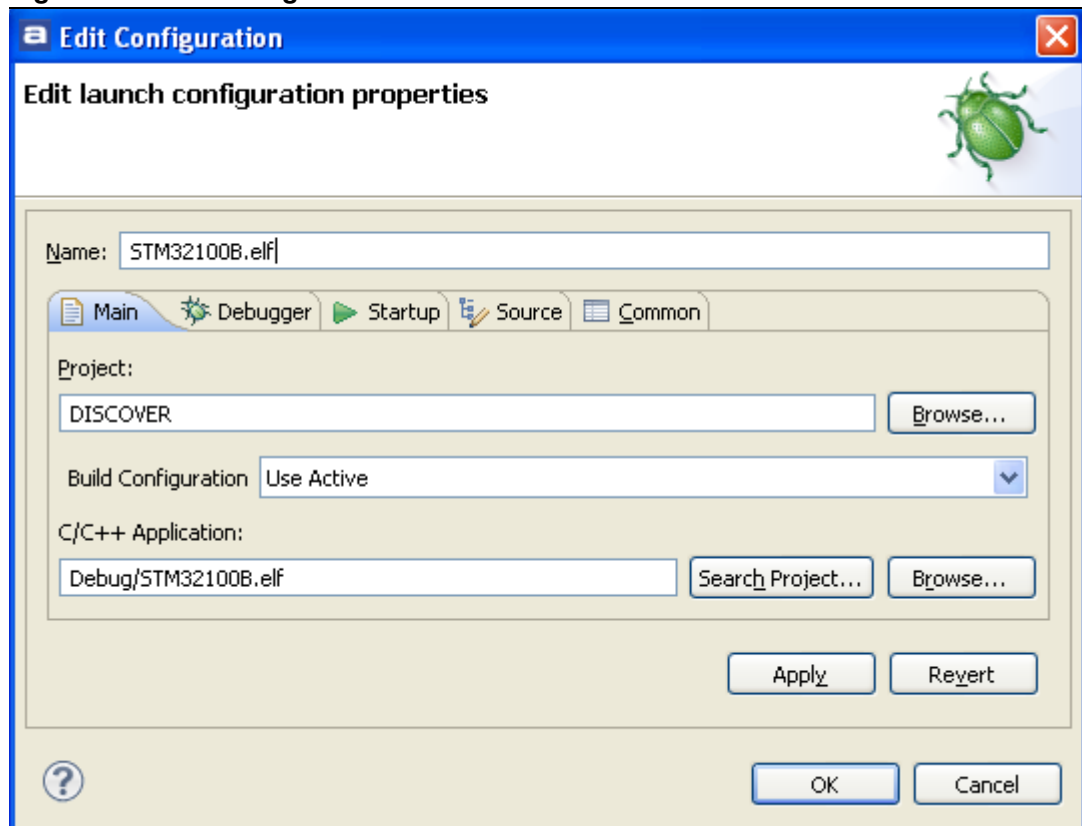 Edit Configuration
Edit launch configuration properties
Name: STM32100B.elf
Main Debugger Startup Source Common
Project:
DISCOVER Browse...
Build Configuration Use Active
C/C++ Application:
Debug/STM32100B.elf Search Project... Browse...
Apply Revert
? OK Cancel